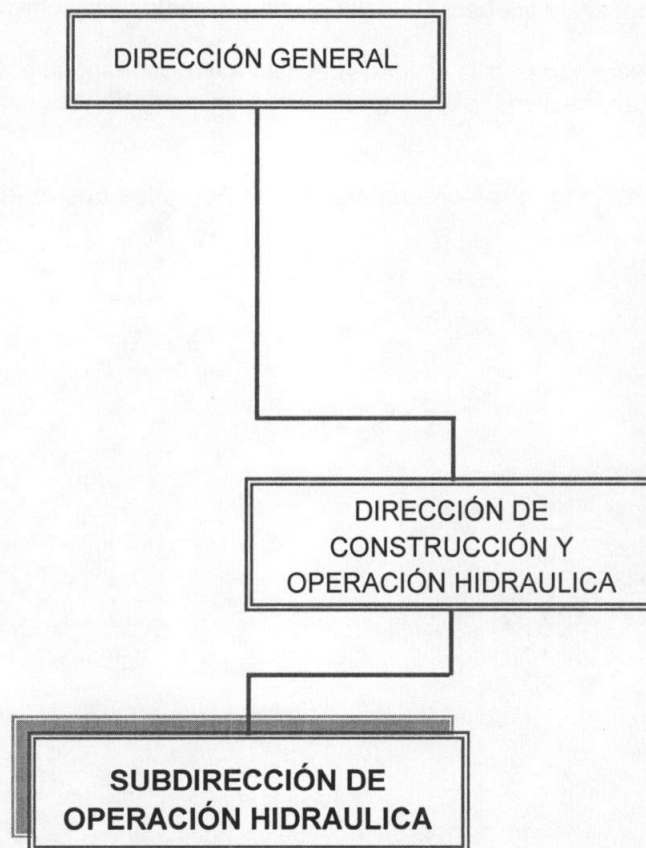 DIRECCIÓN GENERAL
DIRECCIÓN DE
CONSTRUCCIÓN Y
OPERACIÓN HIDRAULICA
SUBDIRECCIÓN DE
OPERACIÓN HIDRAULICA